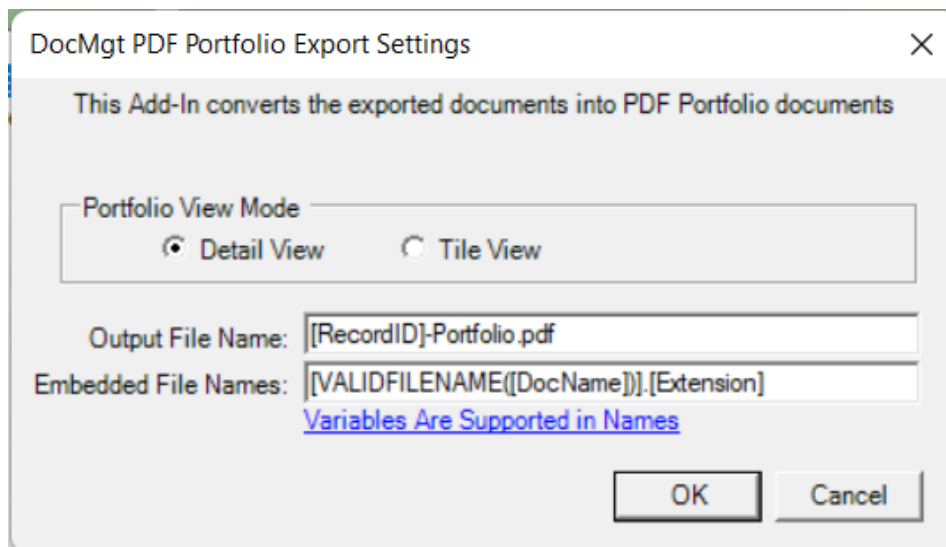 DocMgt PDF Portfolio Export Settings
This Add-In converts the exported documents into PDF Portfolio documents
Portfolio View Mode
Detail View Tile View
Output File Name: [RecordID]-Portfolio.pdf
Embedded File Names: [VALIDFILENAME([DocName])].[Extension]
Variables Are Supported in Names
OK Cancel